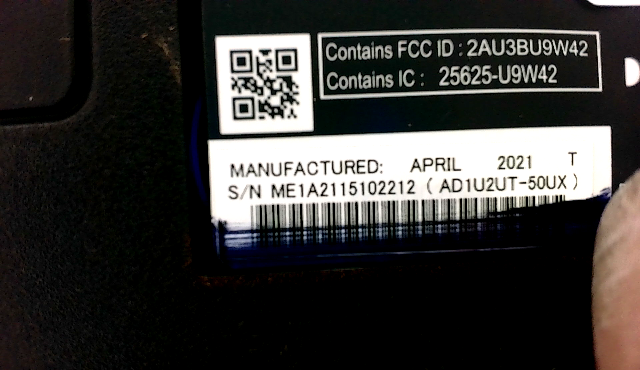 Contains FCC ID : 2AU3BU9W42
Contains IC : 25625-U9W42
MANUFACTURED: APRIL 2021 T
S/N ME1A2115102212 ( AD1U2UT-50UX )